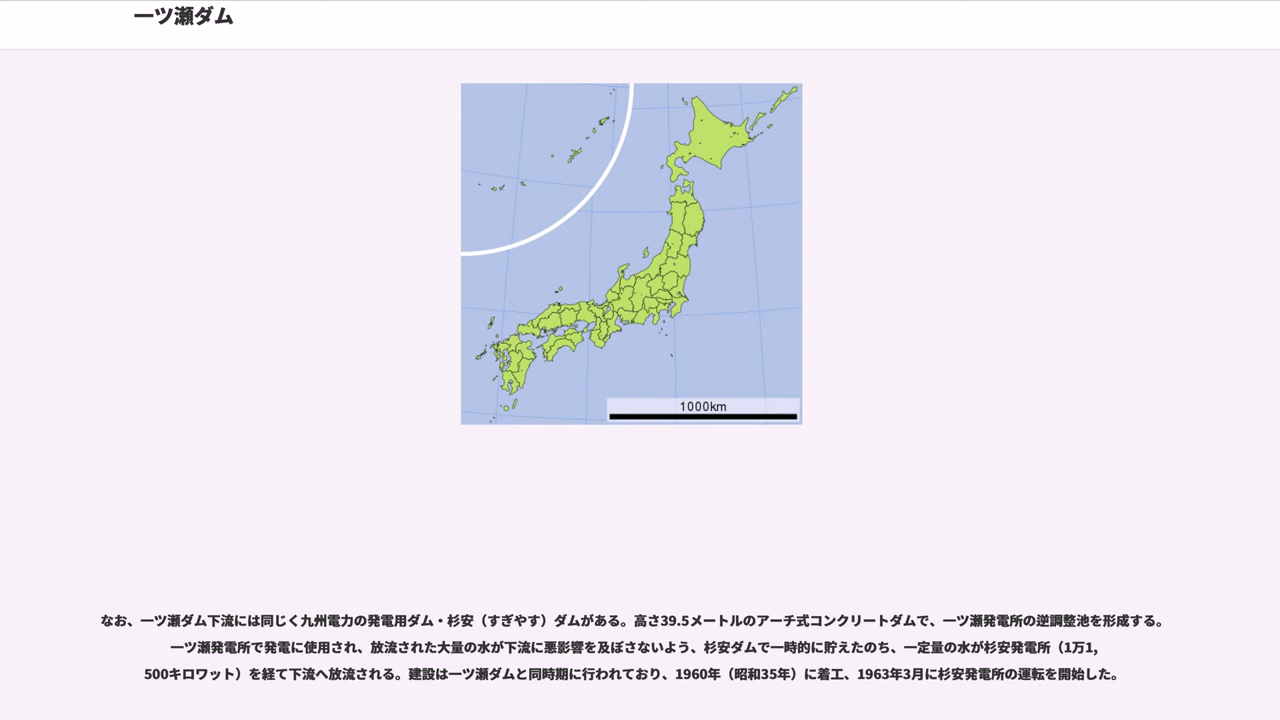 一ツ瀬ダム
1000km
なお、一ツ瀬ダム下流には同じく九州電力の発電用ダム・杉安（すぎやす）ダムがある。高さ39.5メートルのアーチ式コンクリートダムで、一ツ瀬発電所の逆調整池を形成する。
一ツ瀬発電所で発電に使用され、放流された大量の水が下流に悪影響を及ぼさないよう、杉安ダムで一時的に貯えたのち、一定量の水が杉安発電所（1万1,
500キロワット）を経て下流へ放流される。建設は一ツ瀬ダムと同時期に行われており、1960年（昭和35年）に着工、1963年3月に杉安発電所の運転を開始した。